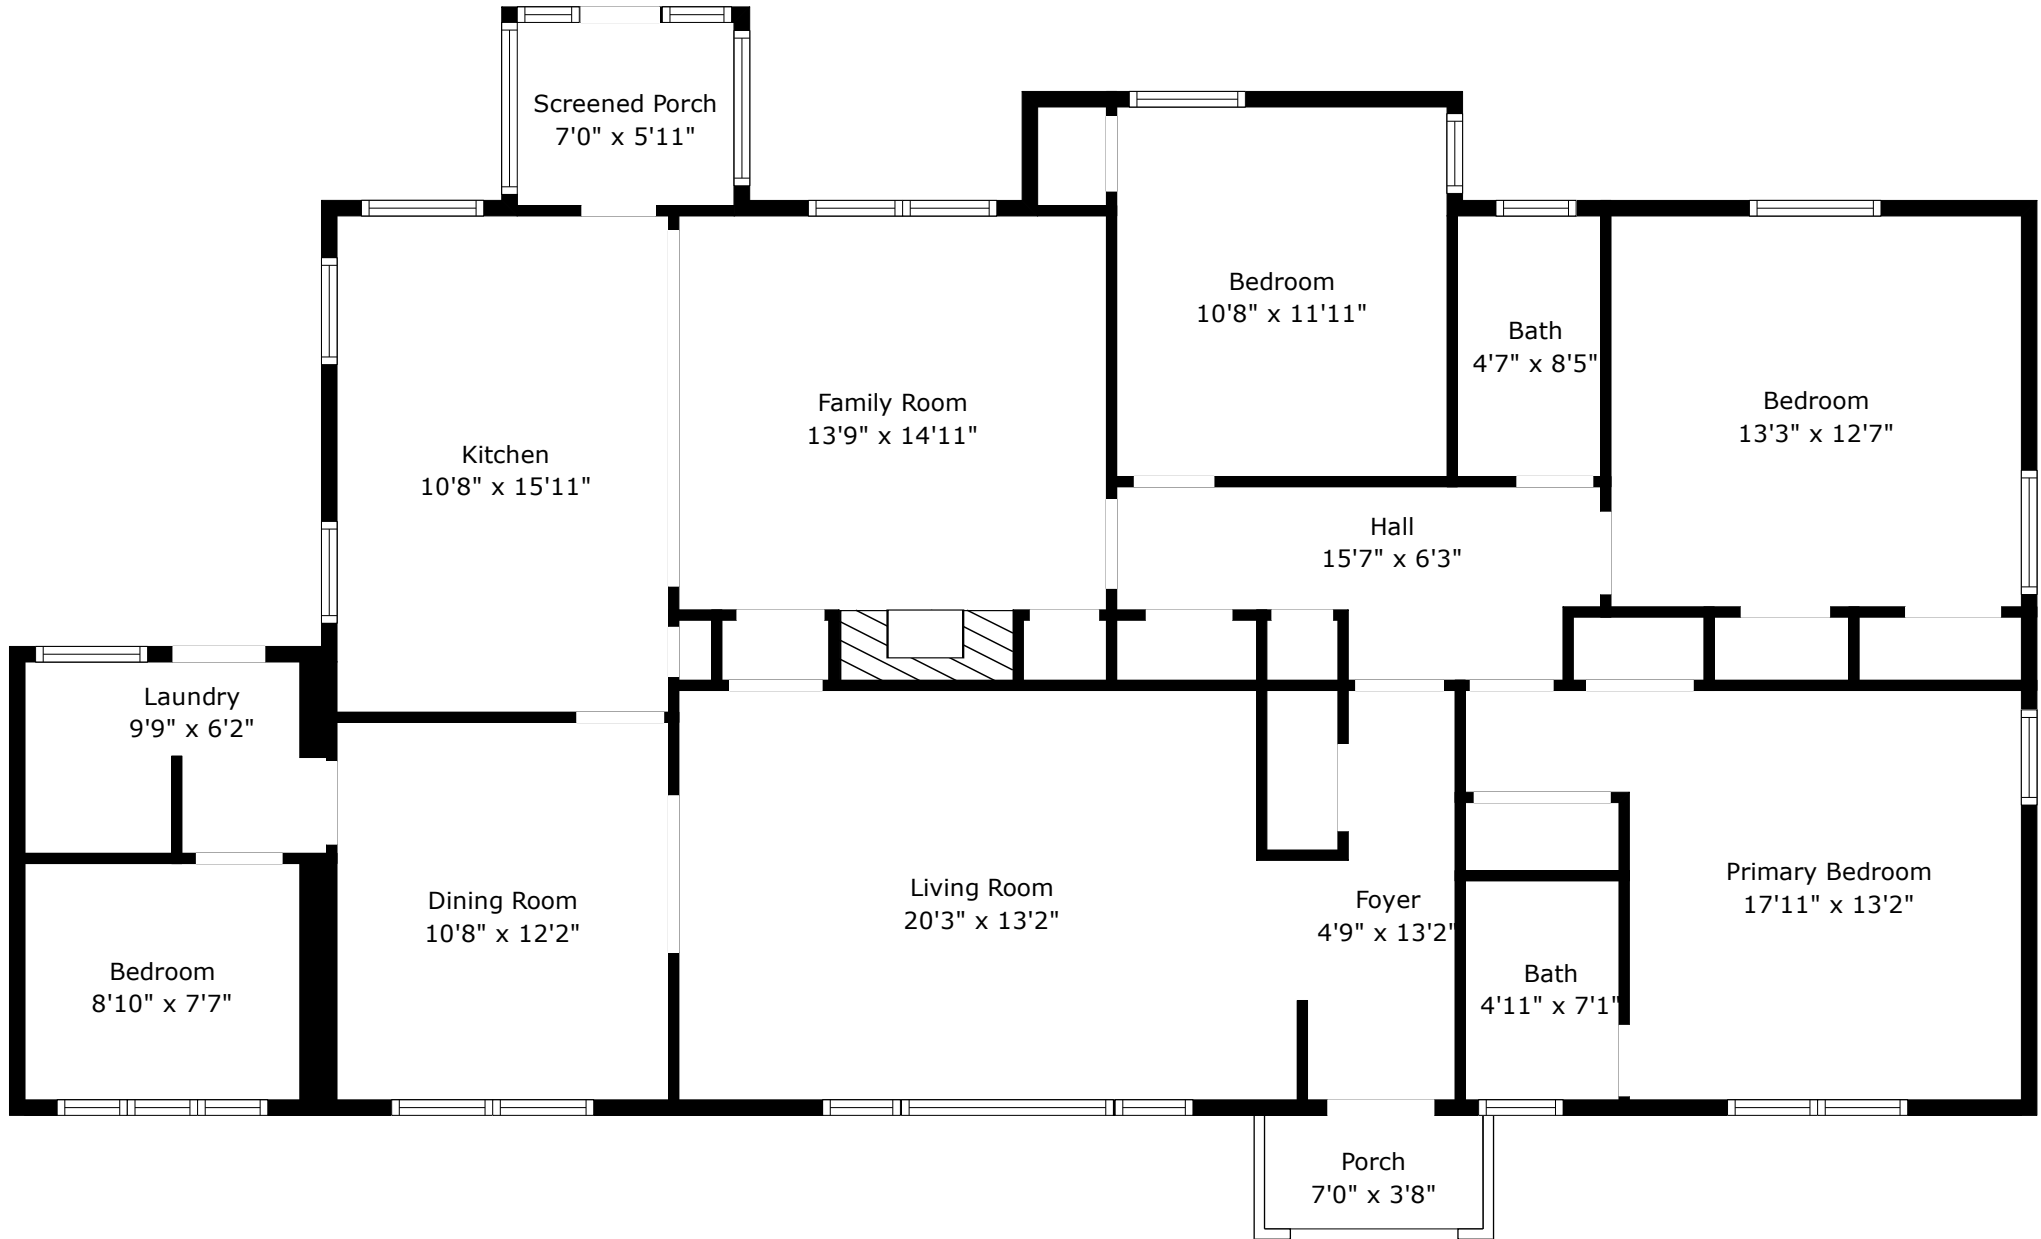 Screened Porch
7'0" x 5'11"
Bedroom
10'8" x 11'11"
Bath
4'7" x 8'5"
Bedroom
13'3" x 12'7"
Family Room
13'9" x 14'11"
Kitchen
10'8" x 15'11"
Hall
15'7" x 6'3"
Laundry
9'9" x 6'2"
Primary Bedroom
17'11" x 13'2"
Living Room
20'3" x 13'2"
Foyer
4'9" x 13'2"
Dining Room
10'8" x 12'2"
Bedroom
8'10" x 7'7"
Bath
4'11" x 7'1"
Porch
7'0" x 3'8"